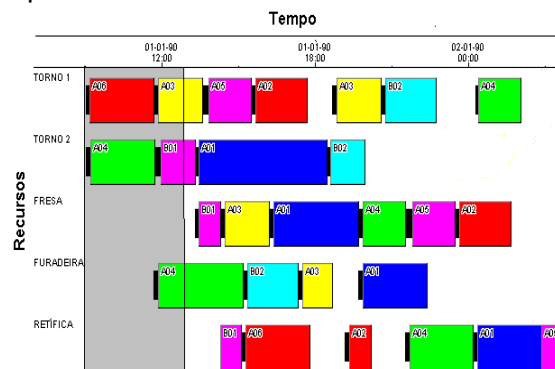 Tempo
01-01-90 01-01-90 02-01-90
12:00 18:00 00:00
Recursos
TORNO 1 A06 A03 A05 A02 A03 B02 A04
TORNO 2 A04 B01 A01 B02
FRESA B01 A03 A01 A04 A05 A02
FURADEIRA A04 B02 A03 A01
RETÍFICA B01 A06 A02 A04 A01